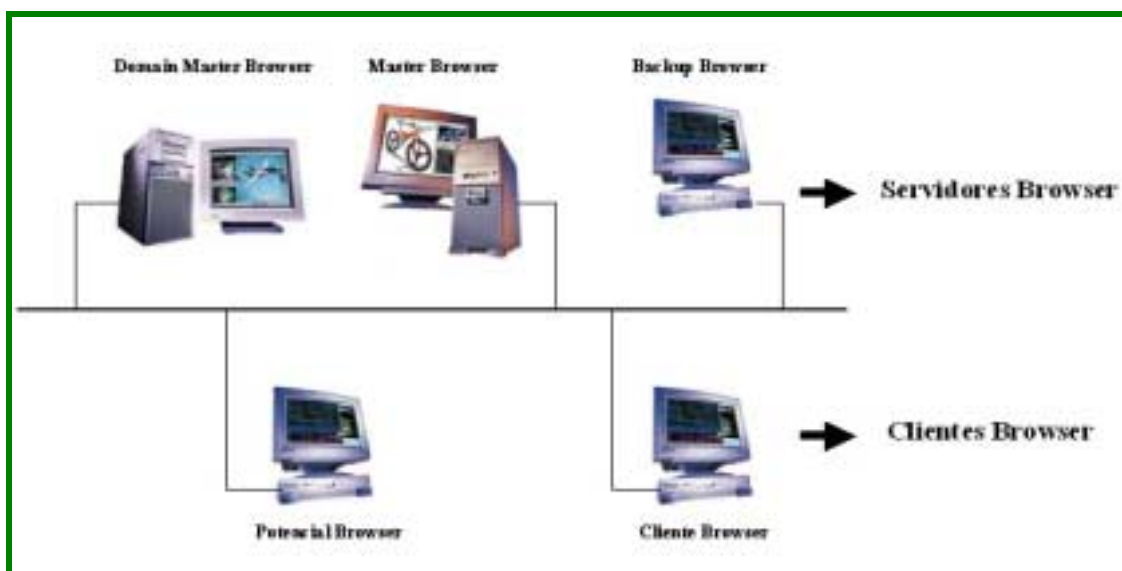 Domain Master Browser
Master Browser
Backup Browser
Servidores Browser
Clientes Browser
Potencial Browser
Cliente Browser